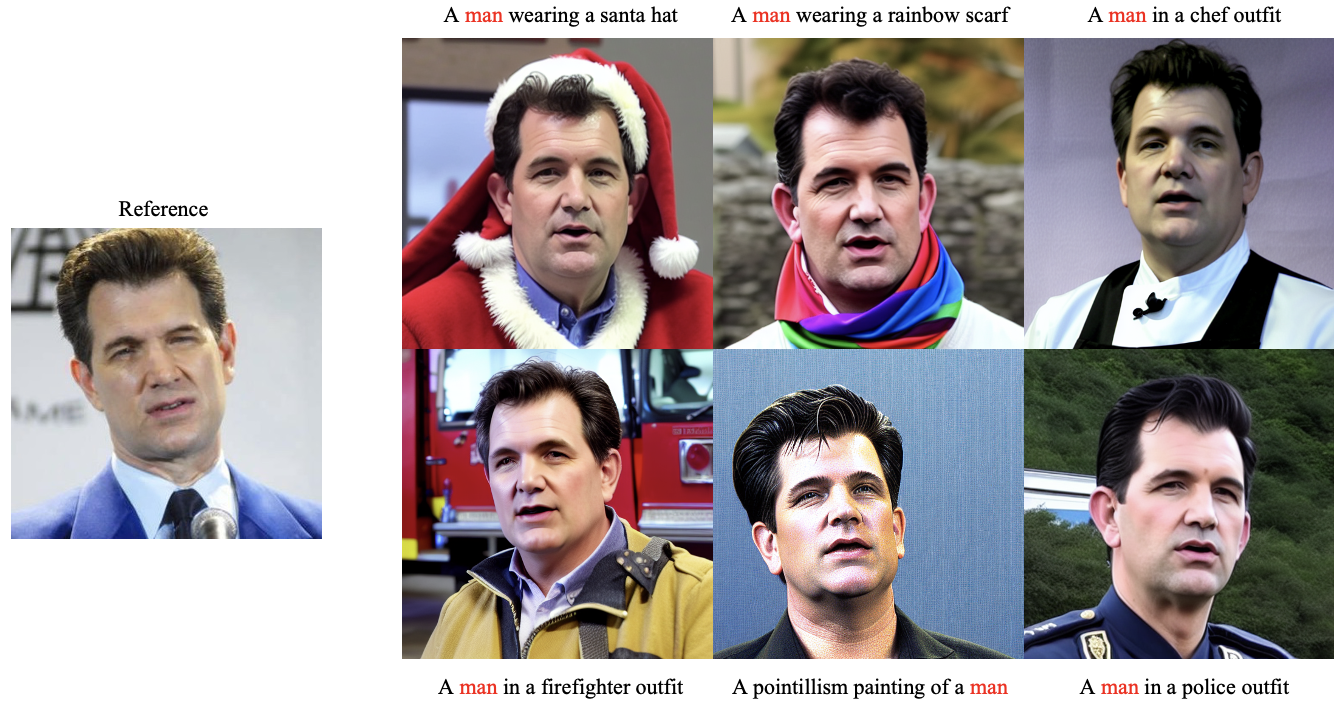 A man wearing a santa hat
A man wearing a rainbow scarf
A man in a chef outfit
Reference
AME
A man in a firefighter outfit
A pointillism painting of a man
A man in a police outfit